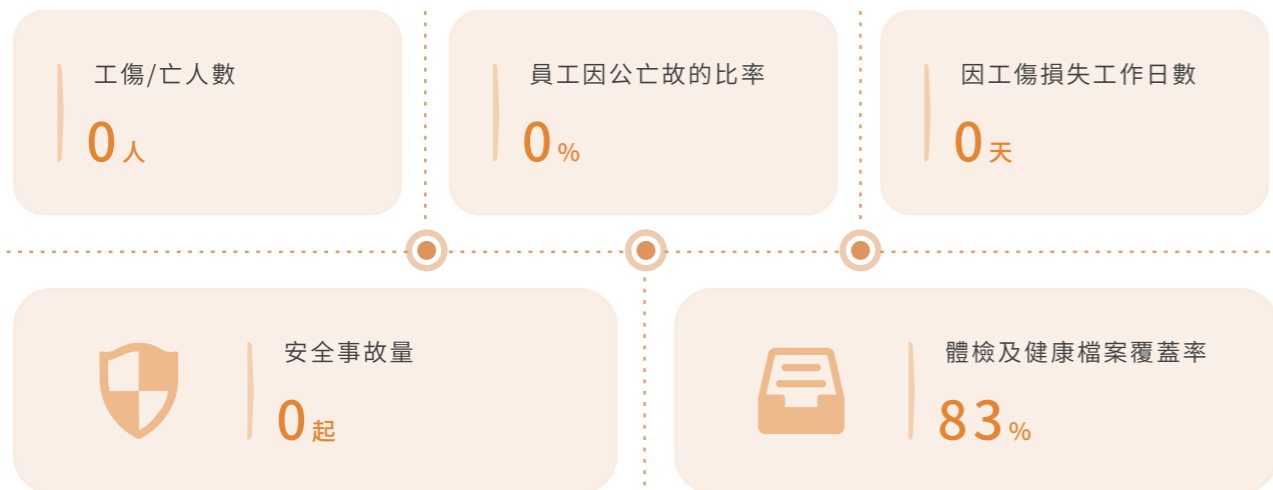 工傷/亡人數
0人
員工因公亡故的比率
0%
因工傷損失工作日數
0天
安全事故量
0起
體檢及健康檔案覆蓋率
83%